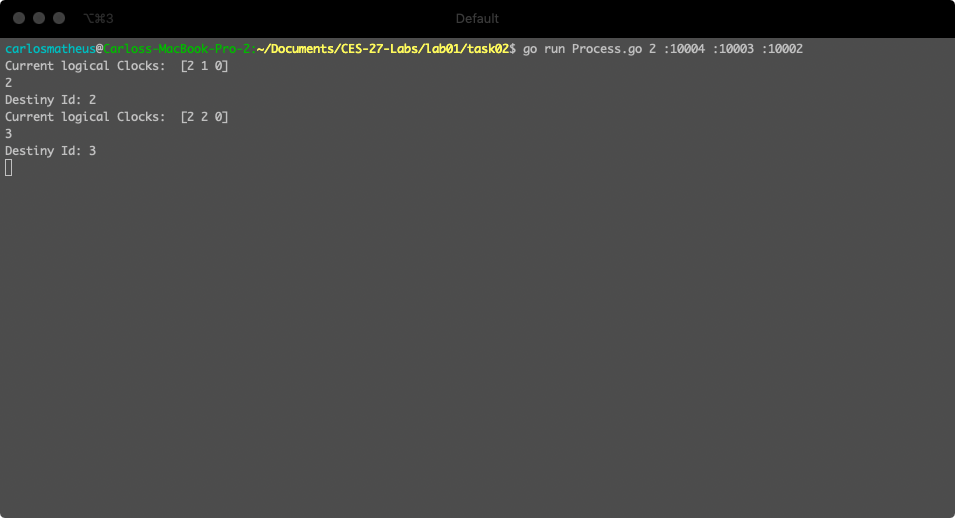 ⌥⌘3
Default
carlosmatheus@Carloss-MacBook-Pro-2:~/Documents/CES-27-Labs/lab01/task02$ go run Process.go 2 :10004 :10003 :10002
Current logical Clocks:  [2 1 0]
2
Destiny Id: 2
Current logical Clocks:  [2 2 0]
3
Destiny Id: 3